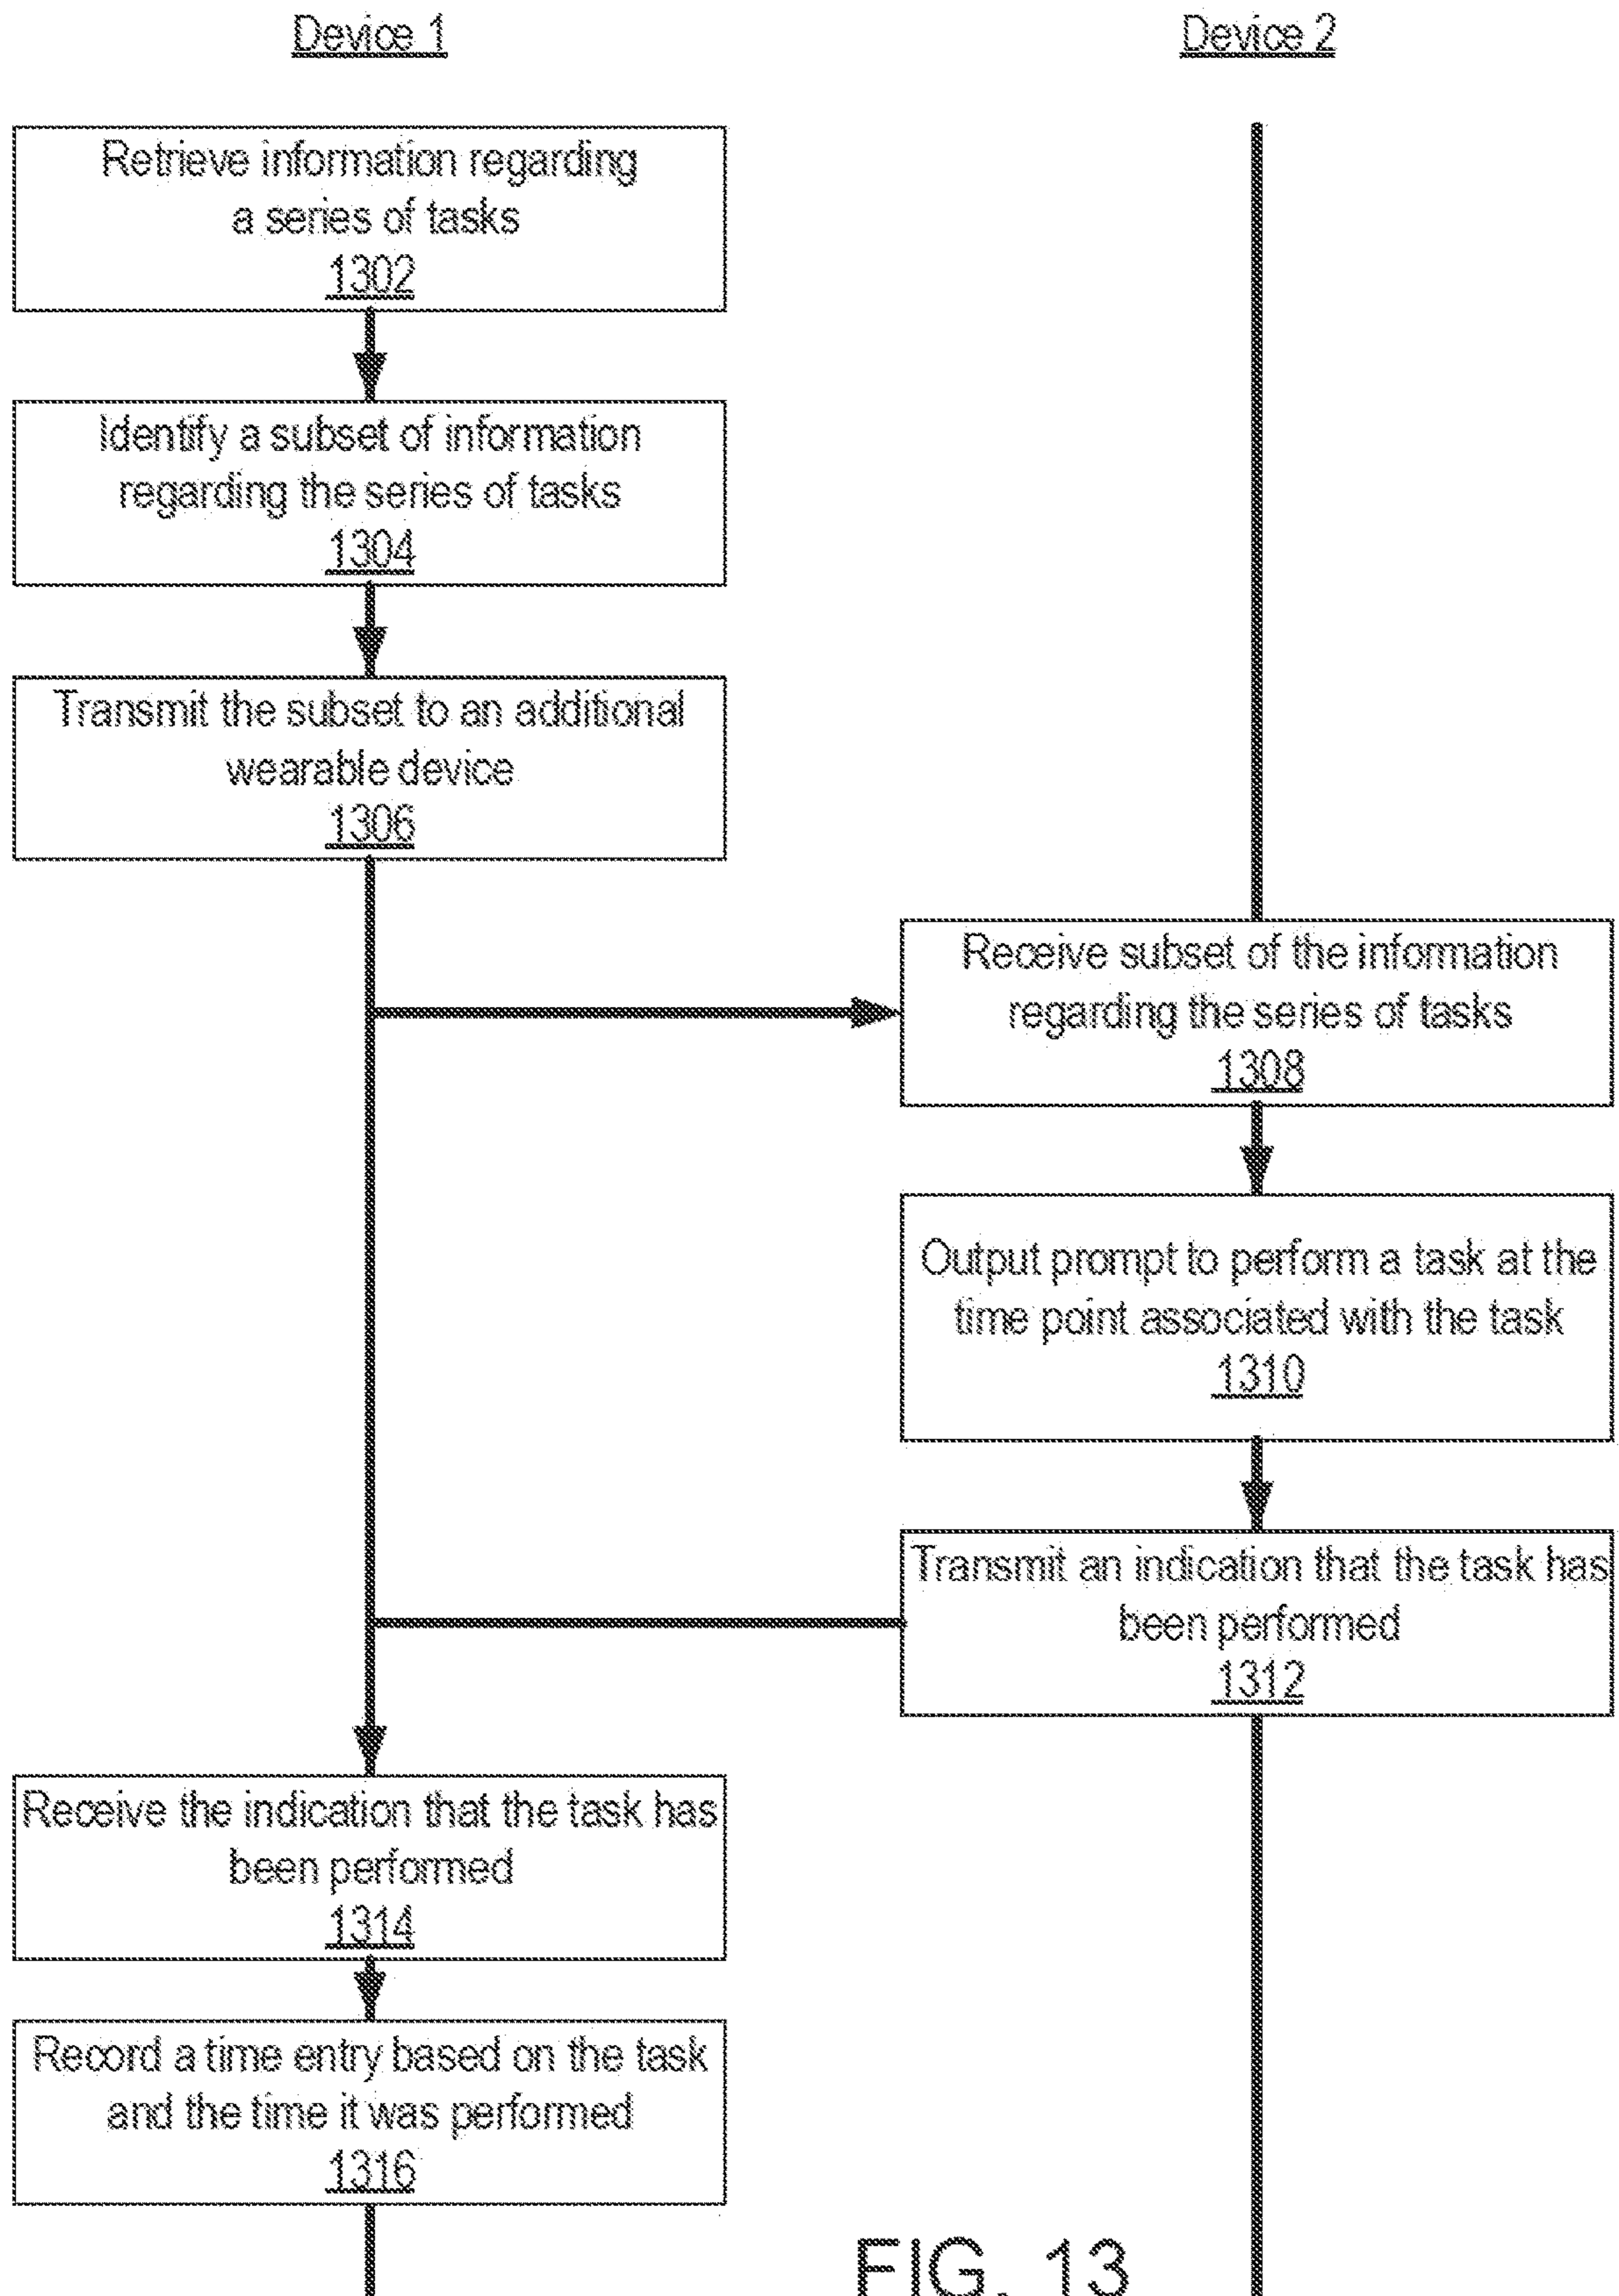 Device 1
Device 2
Retrieve information regarding
a series of tasks
1302
Identify a subset of information
regarding the series of tasks
1304
Transmit the subset to an additional
wearable device
1306
Receive subset of the information
regarding the series of tasks
1308
Output prompt to perform a task at the
time point associated with the task
1310
Transmit an indication that the task has
been performed
1312
Receive the indication that the task has
been performed
1314
Record a time entry based on the task
and the time it was performed
1316
FIG. 13